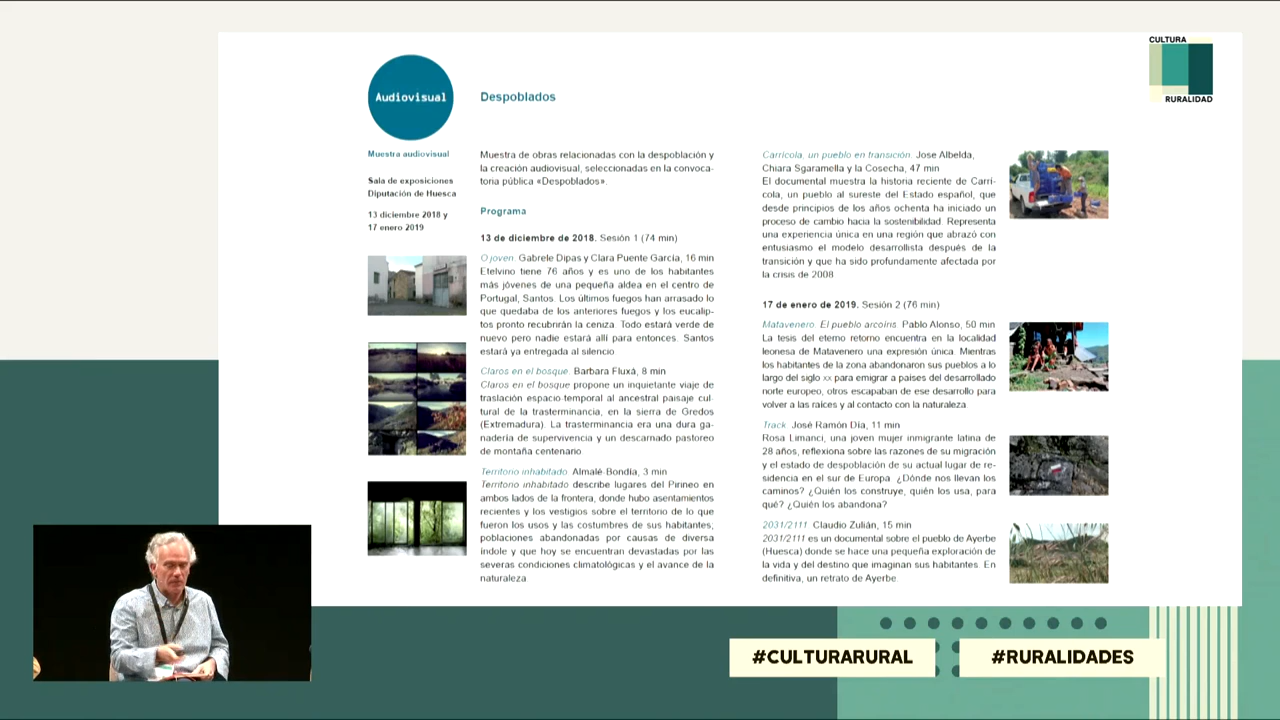 CULTURA
RURALIDAD
Audiovisual
Despoblados
Muestra audiovisual
Sala de exposiciones
Diputación de Huesca
13 diciembre 2018 y
17 enero 2019
Muestra de obras relacionadas con la despoblación y
la creación audiovisual, seleccionadas en la convoca-
toria pública «Despoblados».
Programa
13 de diciembre de 2018. Sesión 1 (74 min)
O joven. Gabriele Dipas y Clara Puente García, 16 min
Etelvino tiene 76 años y es uno de los habitantes
más jóvenes de una pequeña aldea en el centro de
Portugal, Santos. Los últimos fuegos han arrasado lo
que quedaba de los anteriores fuegos y los eucalip-
tos pronto recubrirán la ceniza. Todo estará verde de
nuevo pero nadie estará allí para entonces. Santos
estará ya entregada al silencio
Claros en el bosque. Barbara Fluxá, 8 min
Claros en el bosque propone un inquietante viaje de
traslación espacio-temporal al ancestral paisaje cul-
tural de la trasterminancia, en la sierra de Gredos
(Extremadura). La trasterminancia era una dura ga-
nadería de supervivencia y un descarnado pastoreo
de montaña centenario
Territorio inhabitado. Almalé-Bondía, 3 min
Territorio inhabitado describe lugares del Pirineo en
ambos lados de la frontera, donde hubo asentamientos
recientes y los vestigios sobre el territorio de lo que
fueron los usos y las costumbres de sus habitantes;
poblaciones abandonadas por causas de diversa
índole y que hoy se encuentran devastadas por las
severas condiciones climatológicas y el avance de la
naturaleza
Carrícola, un pueblo en transición. Jose Albelda,
Chiara Sgaramella y la Cosecha, 47 min
El documental muestra la historia reciente de Carrí-
cola, un pueblo al sureste del Estado español, que
desde principios de los años ochenta ha iniciado un
proceso de cambio hacia la sostenibilidad. Representa
una experiencia única en una región que abrazó con
entusiasmo el modelo desarrollista después de la
transición y que ha sido profundamente afectada por
la crisis de 2008
17 de enero de 2019. Sesión 2 (76 min)
Matavenero. El pueblo arcoíris. Pablo Alonso, 50 min
La tesis del eterno retorno encuentra en la localidad
leonesa de Matavenero una expresión única. Mientras
los habitantes de la zona abandonaron sus pueblos a lo
largo del siglo xx para emigrar a países del desarrollado
norte europeo, otros escapaban de ese desarrollo para
volver a las raíces y al contacto con la naturaleza
Track. José Ramón Día, 11 min
Rosa Limanci, una joven mujer inmigrante latina de
28 años, reflexiona sobre las razones de su migración
y el estado de despoblación de su actual lugar de re-
sidencia en el sur de Europa. ¿Dónde nos llevan los
caminos? ¿Quién los construye, quién los usa, para
qué? ¿Quién los abandona?
2031/2111. Claudio Zulián, 15 min
2031/2111 es un documental sobre el pueblo de Ayerbe
(Huesca) donde se hace una pequeña exploración de
la vida y del destino que imaginan sus habitantes. En
definitiva, un retrato de Ayerbe.
#CULTURARURAL
#RURALIDADES